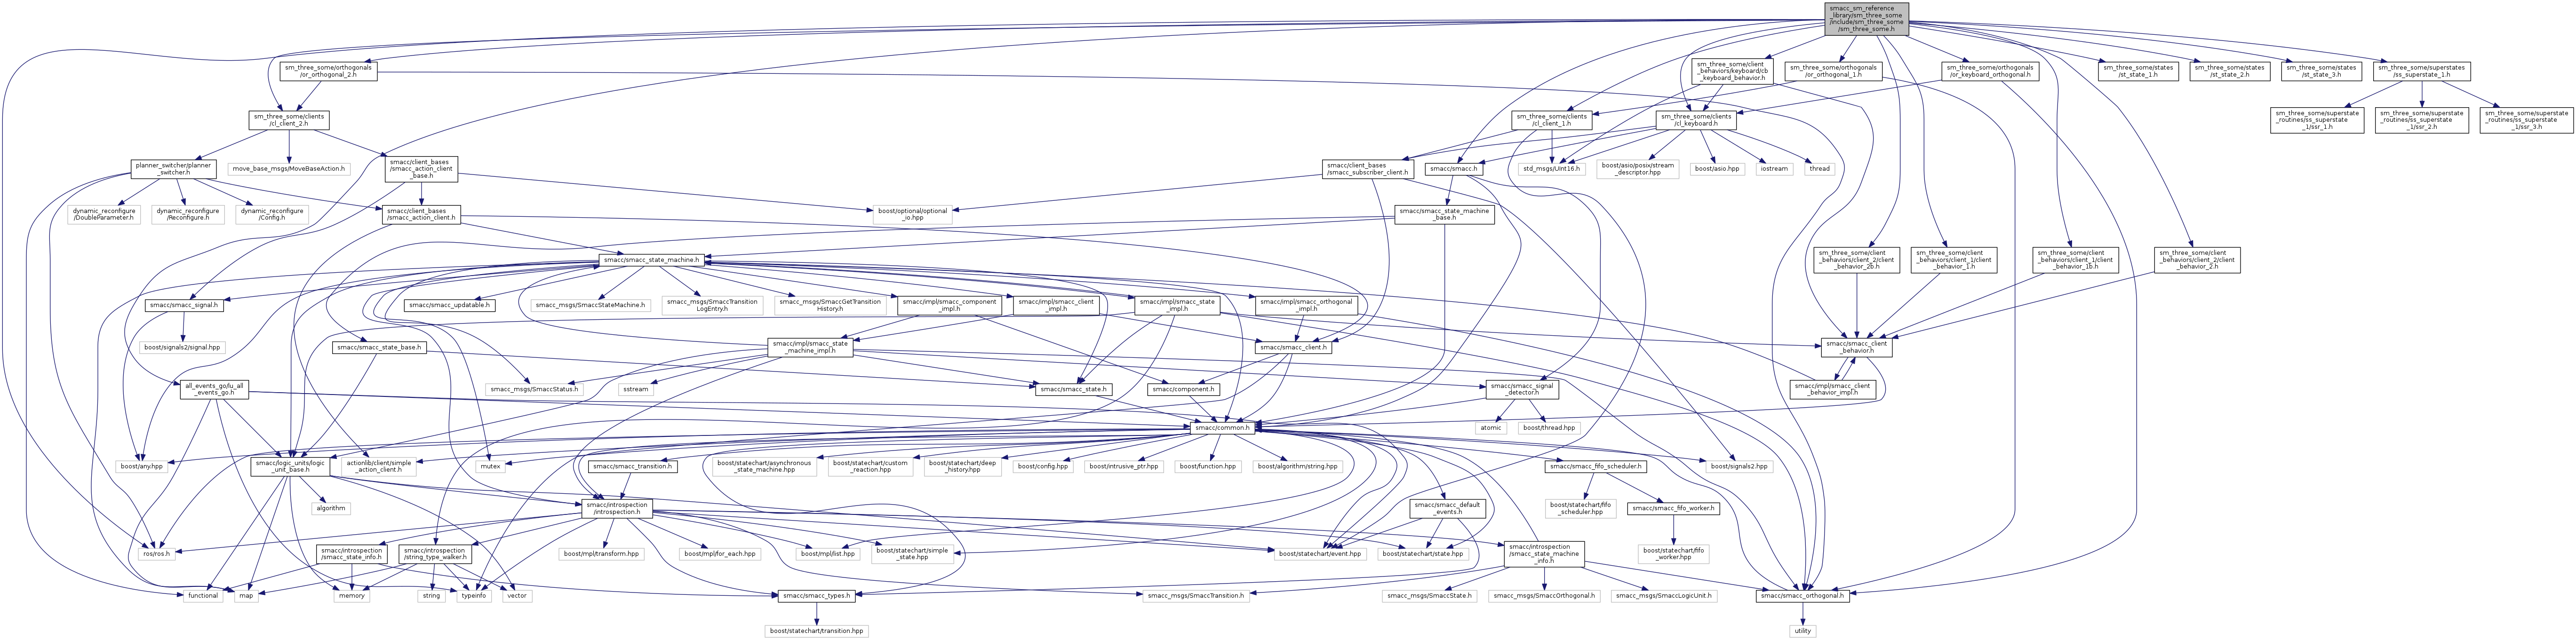 smacc_sm_reference
_library/sm_three_some
/include/sm_three_some
/sm_three_some.h
sm_three_some/orthogonals
/or_orthogonal_2.h
sm_three_some/client
_behaviors/keyboard/cb
_keyboard_behavior.h
sm_three_some/orthogonals
/or_orthogonal_1.h
sm_three_some/orthogonals
/or_keyboard_orthogonal.h
sm_three_some/states
/st_state_1.h
sm_three_some/states
/st_state_2.h
sm_three_some/states
/st_state_3.h
sm_three_some/superstates
/ss_superstate_1.h
sm_three_some/clients
/cl_client_2.h
sm_three_some/clients
/cl_client_1.h
sm_three_some/clients
/cl_keyboard.h
sm_three_some/superstate
_routines/ss_superstate
_1/ssr_1.h
sm_three_some/superstate
_routines/ss_superstate
_1/ssr_2.h
sm_three_some/superstate
_routines/ss_superstate
_1/ssr_3.h
planner_switcher/planner
_switcher.h
move_base_msgs/MoveBaseAction.h
smacc/client_bases
/smacc_action_client
_base.h
smacc/client_bases
/smacc_subscriber_client.h
smacc/smacc.h
std_msgs/UInt16.h
boost/asio/posix/stream
_descriptor.hpp
boost/asio.hpp
iostream
thread
dynamic_reconfigure
/DoubleParameter.h
dynamic_reconfigure
/Reconfigure.h
dynamic_reconfigure
/Config.h
smacc/client_bases
/smacc_action_client.h
boost/optional/optional
_io.hpp
smacc/smacc_state_machine
_base.h
smacc/smacc_state_machine.h
sm_three_some/client
_behaviors/client_2/client
_behavior_2b.h
sm_three_some/client
_behaviors/client_1/client
_behavior_1.h
sm_three_some/client
_behaviors/client_1/client
_behavior_1b.h
sm_three_some/client
_behaviors/client_2/client
_behavior_2.h
smacc/smacc_signal.h
smacc/smacc_updatable.h
smacc_msgs/SmaccStateMachine.h
smacc_msgs/SmaccTransition
LogEntry.h
smacc_msgs/SmaccGetTransition
History.h
smacc/impl/smacc_component
_impl.h
smacc/impl/smacc_client
_impl.h
smacc/impl/smacc_state
_impl.h
smacc/impl/smacc_orthogonal
_impl.h
boost/signals2/signal.hpp
smacc/smacc_state_base.h
smacc/impl/smacc_state
_machine_impl.h
smacc/smacc_client.h
smacc/smacc_client
_behavior.h
all_events_go/lu_all
_events_go.h
smacc_msgs/SmaccStatus.h
sstream
smacc/smacc_state.h
smacc/component.h
smacc/smacc_signal
_detector.h
smacc/impl/smacc_client
_behavior_impl.h
smacc/common.h
atomic
boost/thread.hpp
boost/any.hpp
smacc/logic_units/logic
_unit_base.h
actionlib/client/simple
_action_client.h
mutex
smacc/smacc_transition.h
boost/statechart/asynchronous
_state_machine.hpp
boost/statechart/custom
_reaction.hpp
boost/statechart/deep
_history.hpp
boost/config.hpp
boost/intrusive_ptr.hpp
boost/function.hpp
boost/algorithm/string.hpp
smacc/smacc_fifo_scheduler.h
boost/signals2.hpp
algorithm
smacc/introspection
/introspection.h
smacc/smacc_default
_events.h
boost/statechart/fifo
_scheduler.hpp
smacc/smacc_fifo_worker.h
ros/ros.h
smacc/introspection
/smacc_state_info.h
smacc/introspection
/string_type_walker.h
boost/mpl/transform.hpp
boost/mpl/for_each.hpp
boost/mpl/list.hpp
boost/statechart/simple
_state.hpp
boost/statechart/event.hpp
boost/statechart/state.hpp
smacc/introspection
/smacc_state_machine
_info.h
boost/statechart/fifo
_worker.hpp
functional
map
memory
string
typeinfo
vector
smacc/smacc_types.h
smacc_msgs/SmaccTransition.h
smacc_msgs/SmaccState.h
smacc_msgs/SmaccOrthogonal.h
smacc_msgs/SmaccLogicUnit.h
smacc/smacc_orthogonal.h
boost/statechart/transition.hpp
utility